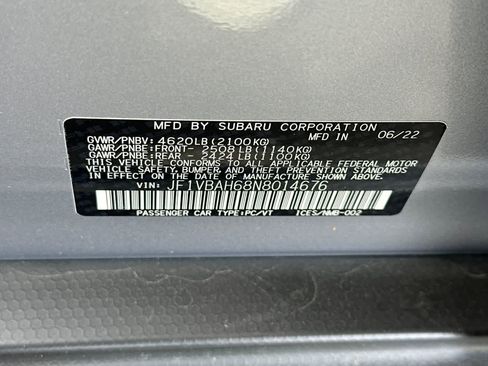 MFD BY SUBARU CORPORATION
GVWR/PNBV: 4620LB(2100KG) 06/22
GAWR/PNBE:FRONT- 2508LB(1140KG)
GAWR/PNBE:REAR - 2424LB(1100KG)
THIS VEHICLE CONFORMS TO ALL APPLICABLE FEDERAL MOTOR
VEHICLE SAFETY, BUMPER, AND THEFT PREVENTION STANDARDS
IN EFFECT ON THE DATE OF MANUFACTURE SHOWN ABOVE.
VIN: JF1VBAH68N8014676
PASSENGER CAR TYPE:PC/VT ICES/NMB-002